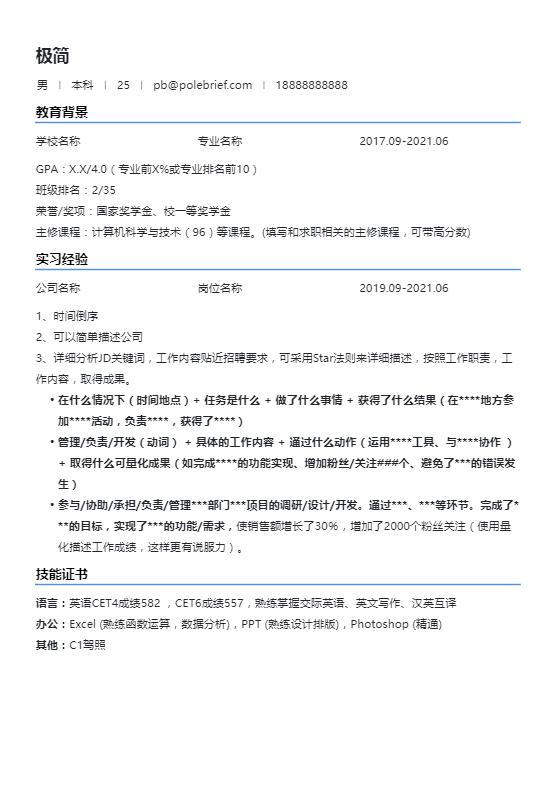 极简
男 | 本科 | 25 | pb@polebrief.com | 18888888888
教育背景
学校名称 专业名称 2017.09-2021.06
GPA：X.X/4.0（专业前X%或专业排名前10）
班级排名：2/35
荣誉/奖项：国家奖学金、校一等奖学金
主修课程：计算机科学与技术（96）等课程。(填写和求职相关的主修课程，可带高分数)
实习经验
公司名称 岗位名称 2019.09-2021.06
1、时间倒序
2、可以简单描述公司
3、详细分析JD关键词，工作内容贴近招聘要求，可采用Star法则来详细描述，按照工作职责，工
作内容，取得成果。
• 在什么情况下（时间地点）+ 任务是什么 + 做了什么事情 + 获得了什么结果（在****地方参
加****活动，负责****，获得了****）
• 管理/负责/开发（动词） + 具体的工作内容 + 通过什么动作（运用****工具、与****协作 ）
+ 取得什么可量化成果（如完成****的功能实现、增加粉丝/关注###个、避免了***的错误发
生）
• 参与/协助/承担/负责/管理***部门***项目的调研/设计/开发。通过***、***等环节。完成了*
**的目标，实现了***的功能/需求，使销售额增长了30%，增加了2000个粉丝关注（使用量
化描述工作成绩，这样更有说服力）。
技能证书
语言：英语CET4成绩582 ，CET6成绩557，熟练掌握交际英语、英文写作、汉英互译
办公：Excel (熟练函数运算，数据分析)，PPT (熟练设计排版)，Photoshop (精通)
其他：C1驾照